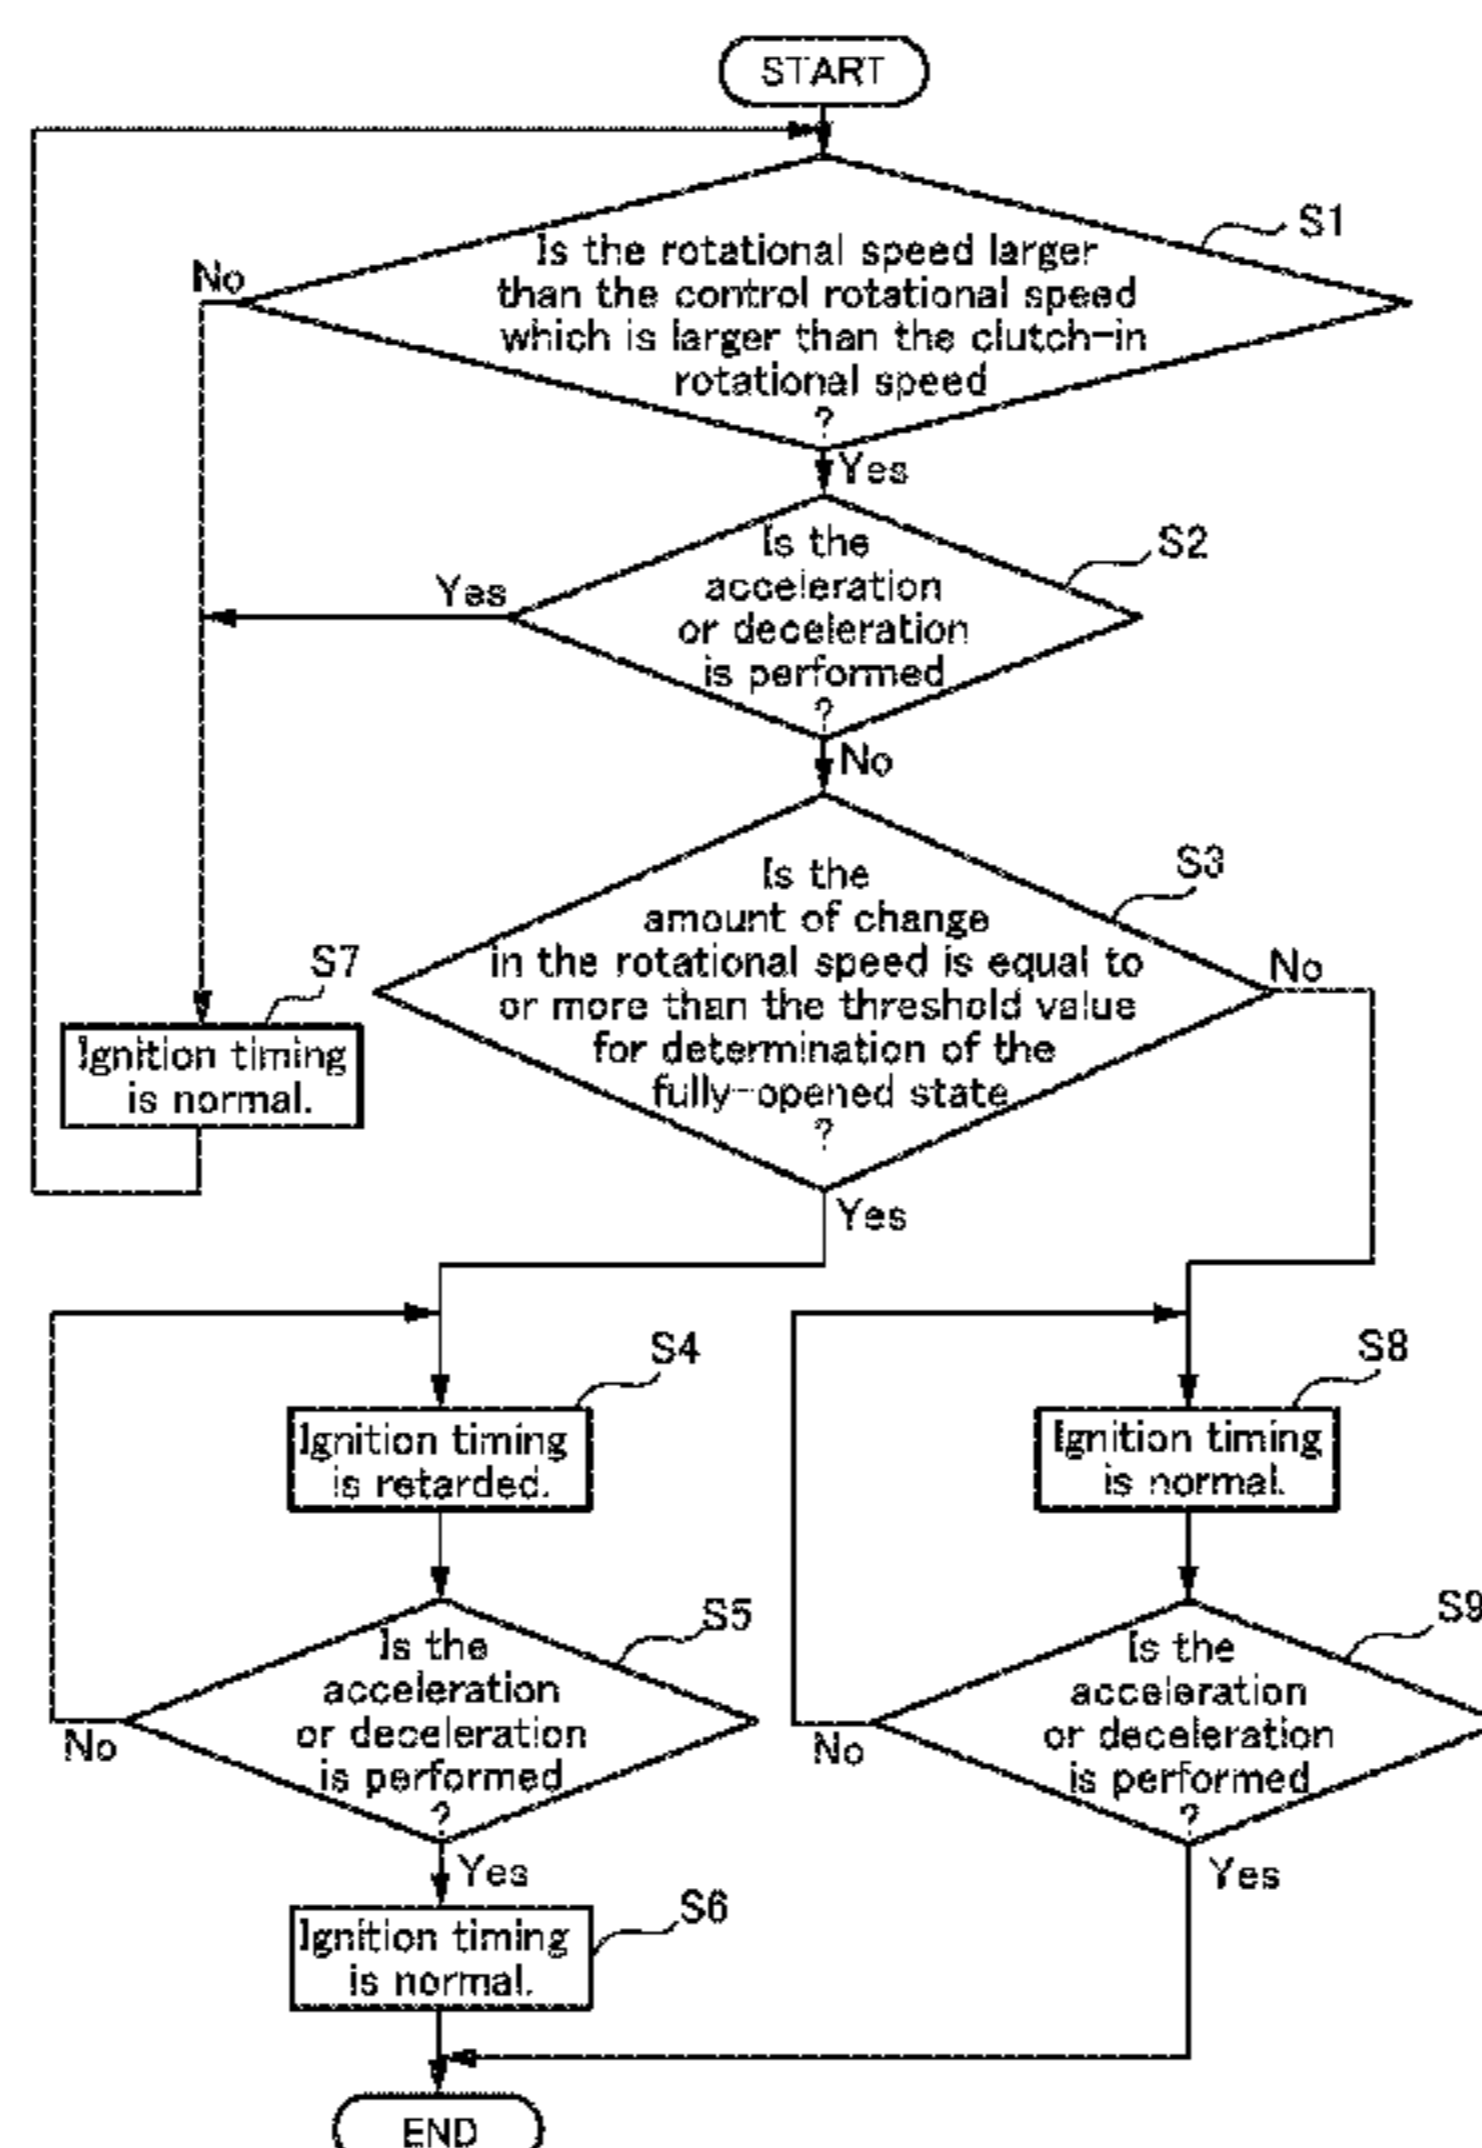 START
S1
No
Is the rotational speed larger
than the control rotational speed
which is larger than the clutch-in
rotational speed
?
Yes
S2
Yes
Is the
acceleration
or deceleration
is performed
?
No
S3
Is the
amount of change
in the rotational speed is equal to
or more than the threshold value
for determination of the
fully-opened state
?
No
Yes
S7
Ignition timing
is normal.
S4
Ignition timing
is retarded.
S8
Ignition timing
is normal.
S5
Is the
acceleration
or deceleration
is performed
?
No
Yes
S9
Is the
acceleration
or deceleration
is performed
?
No
Yes
S6
Ignition timing
is normal.
END